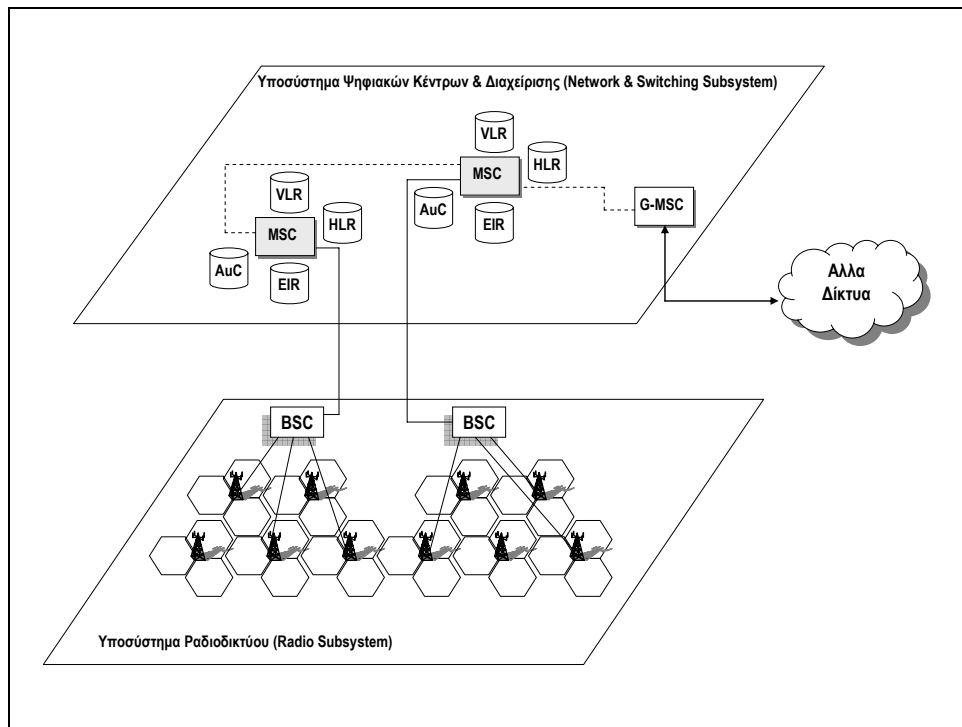 Υποσύστημα Ψηφιακών Κέντρων & Διαχείρισης (Network & Switching Subsystem)
VLR
MSC
HLR
AuC
EIR
G-MSC
VLR
MSC
HLR
AuC
EIR
Αλλα
Δίκτυα
BSC
BSC
Υποσύστημα Ραδιοδικτύου (Radio Subsystem)